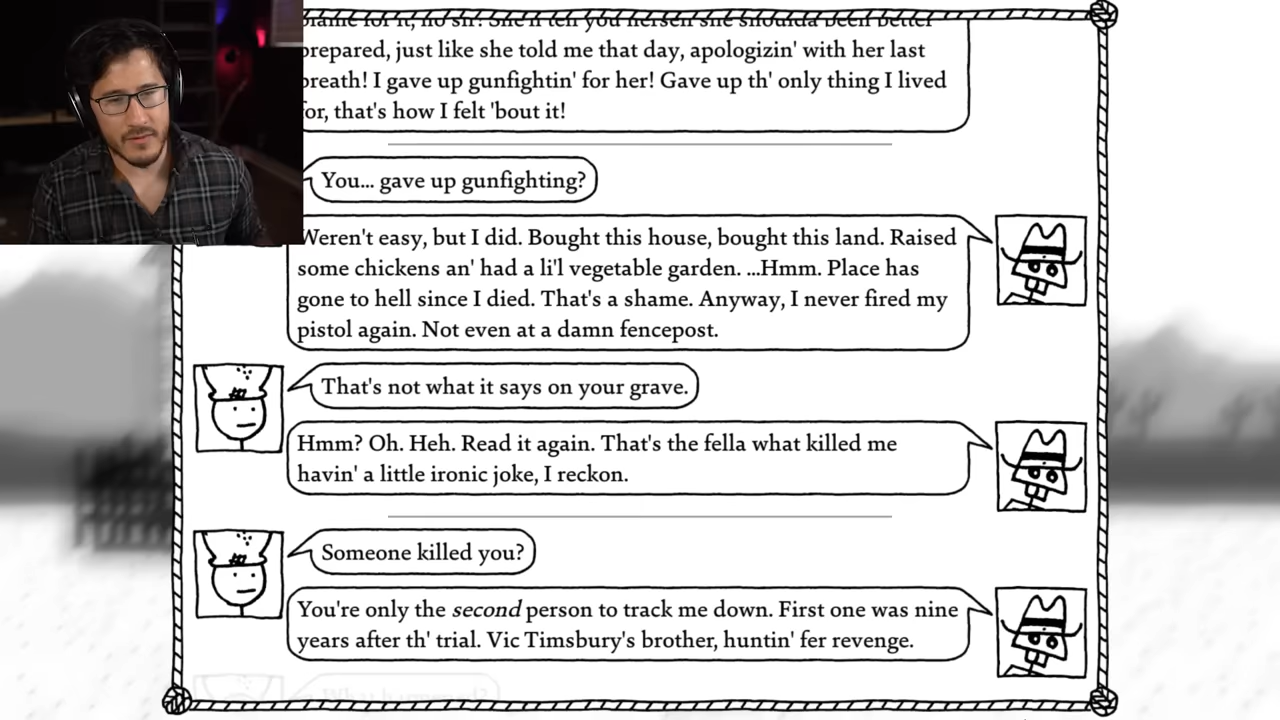 prepared, just like she told me that day, apologizin' with her last
breath! I gave up gunfightin' for her! Gave up th' only thing I lived
for, that's how I felt 'bout it!
You... gave up gunfighting?
Weren't easy, but I did. Bought this house, bought this land. Raised
some chickens an' had a li'l vegetable garden. ...Hmm. Place has
gone to hell since I died. That's a shame. Anyway, I never fired my
pistol again. Not even at a damn fencepost.
That's not what it says on your grave.
Hmm? Oh. Heh. Read it again. That's the fella what killed me
havin' a little ironic joke, I reckon.
Someone killed you?
You're only the second person to track me down. First one was nine
years after th' trial. Vic Timsbury's brother, huntin' fer revenge.